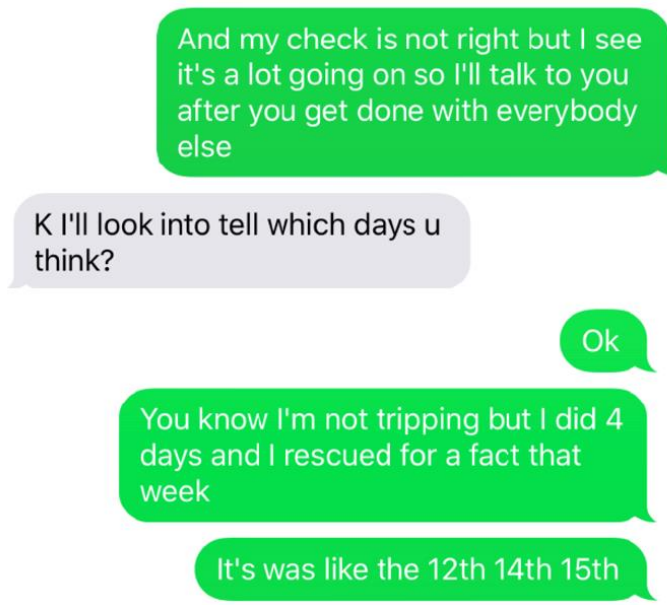 And my check is not right but I see
it's a lot going on so I'll talk to you
after you get done with everybody
else
K I'll look into tell which days u
think?
Ok
You know I'm not tripping but I did 4
days and I rescued for a fact that
week
It's was like the 12th 14th 15th